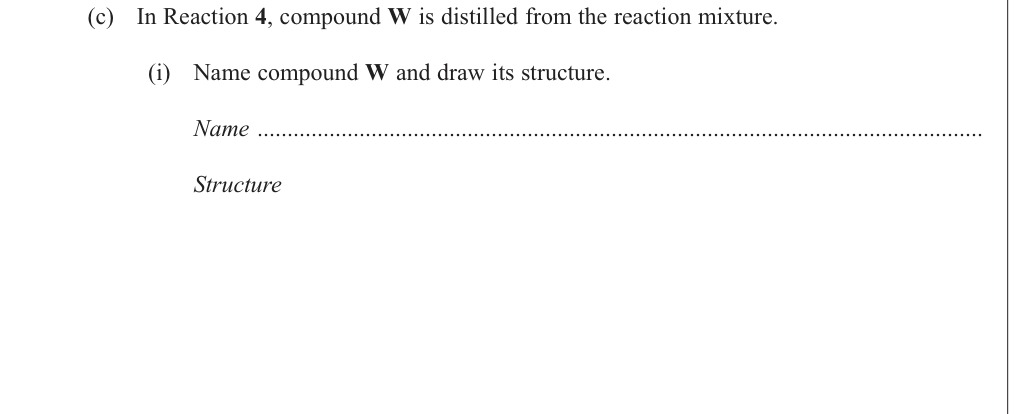 (c) In Reaction 4, compound W is distilled from the reaction mixture.
(i) Name compound W and draw its structure.
Name ..........................................................................................................................
Structure